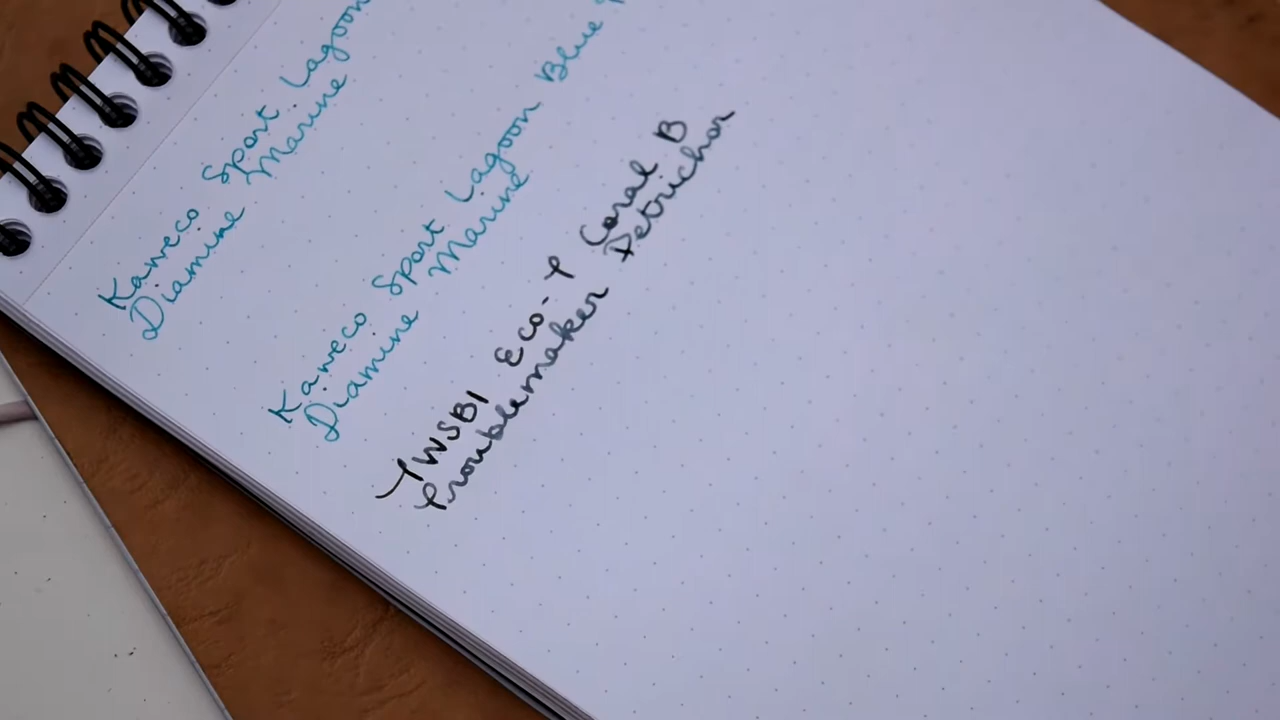 Kaweco Sport Lagoon
Diamine Marine
Kaweco Sport Lagoon Blue
Diamine Marine
TWSBI Eco-T Coral B
Troublemaker Petrichor